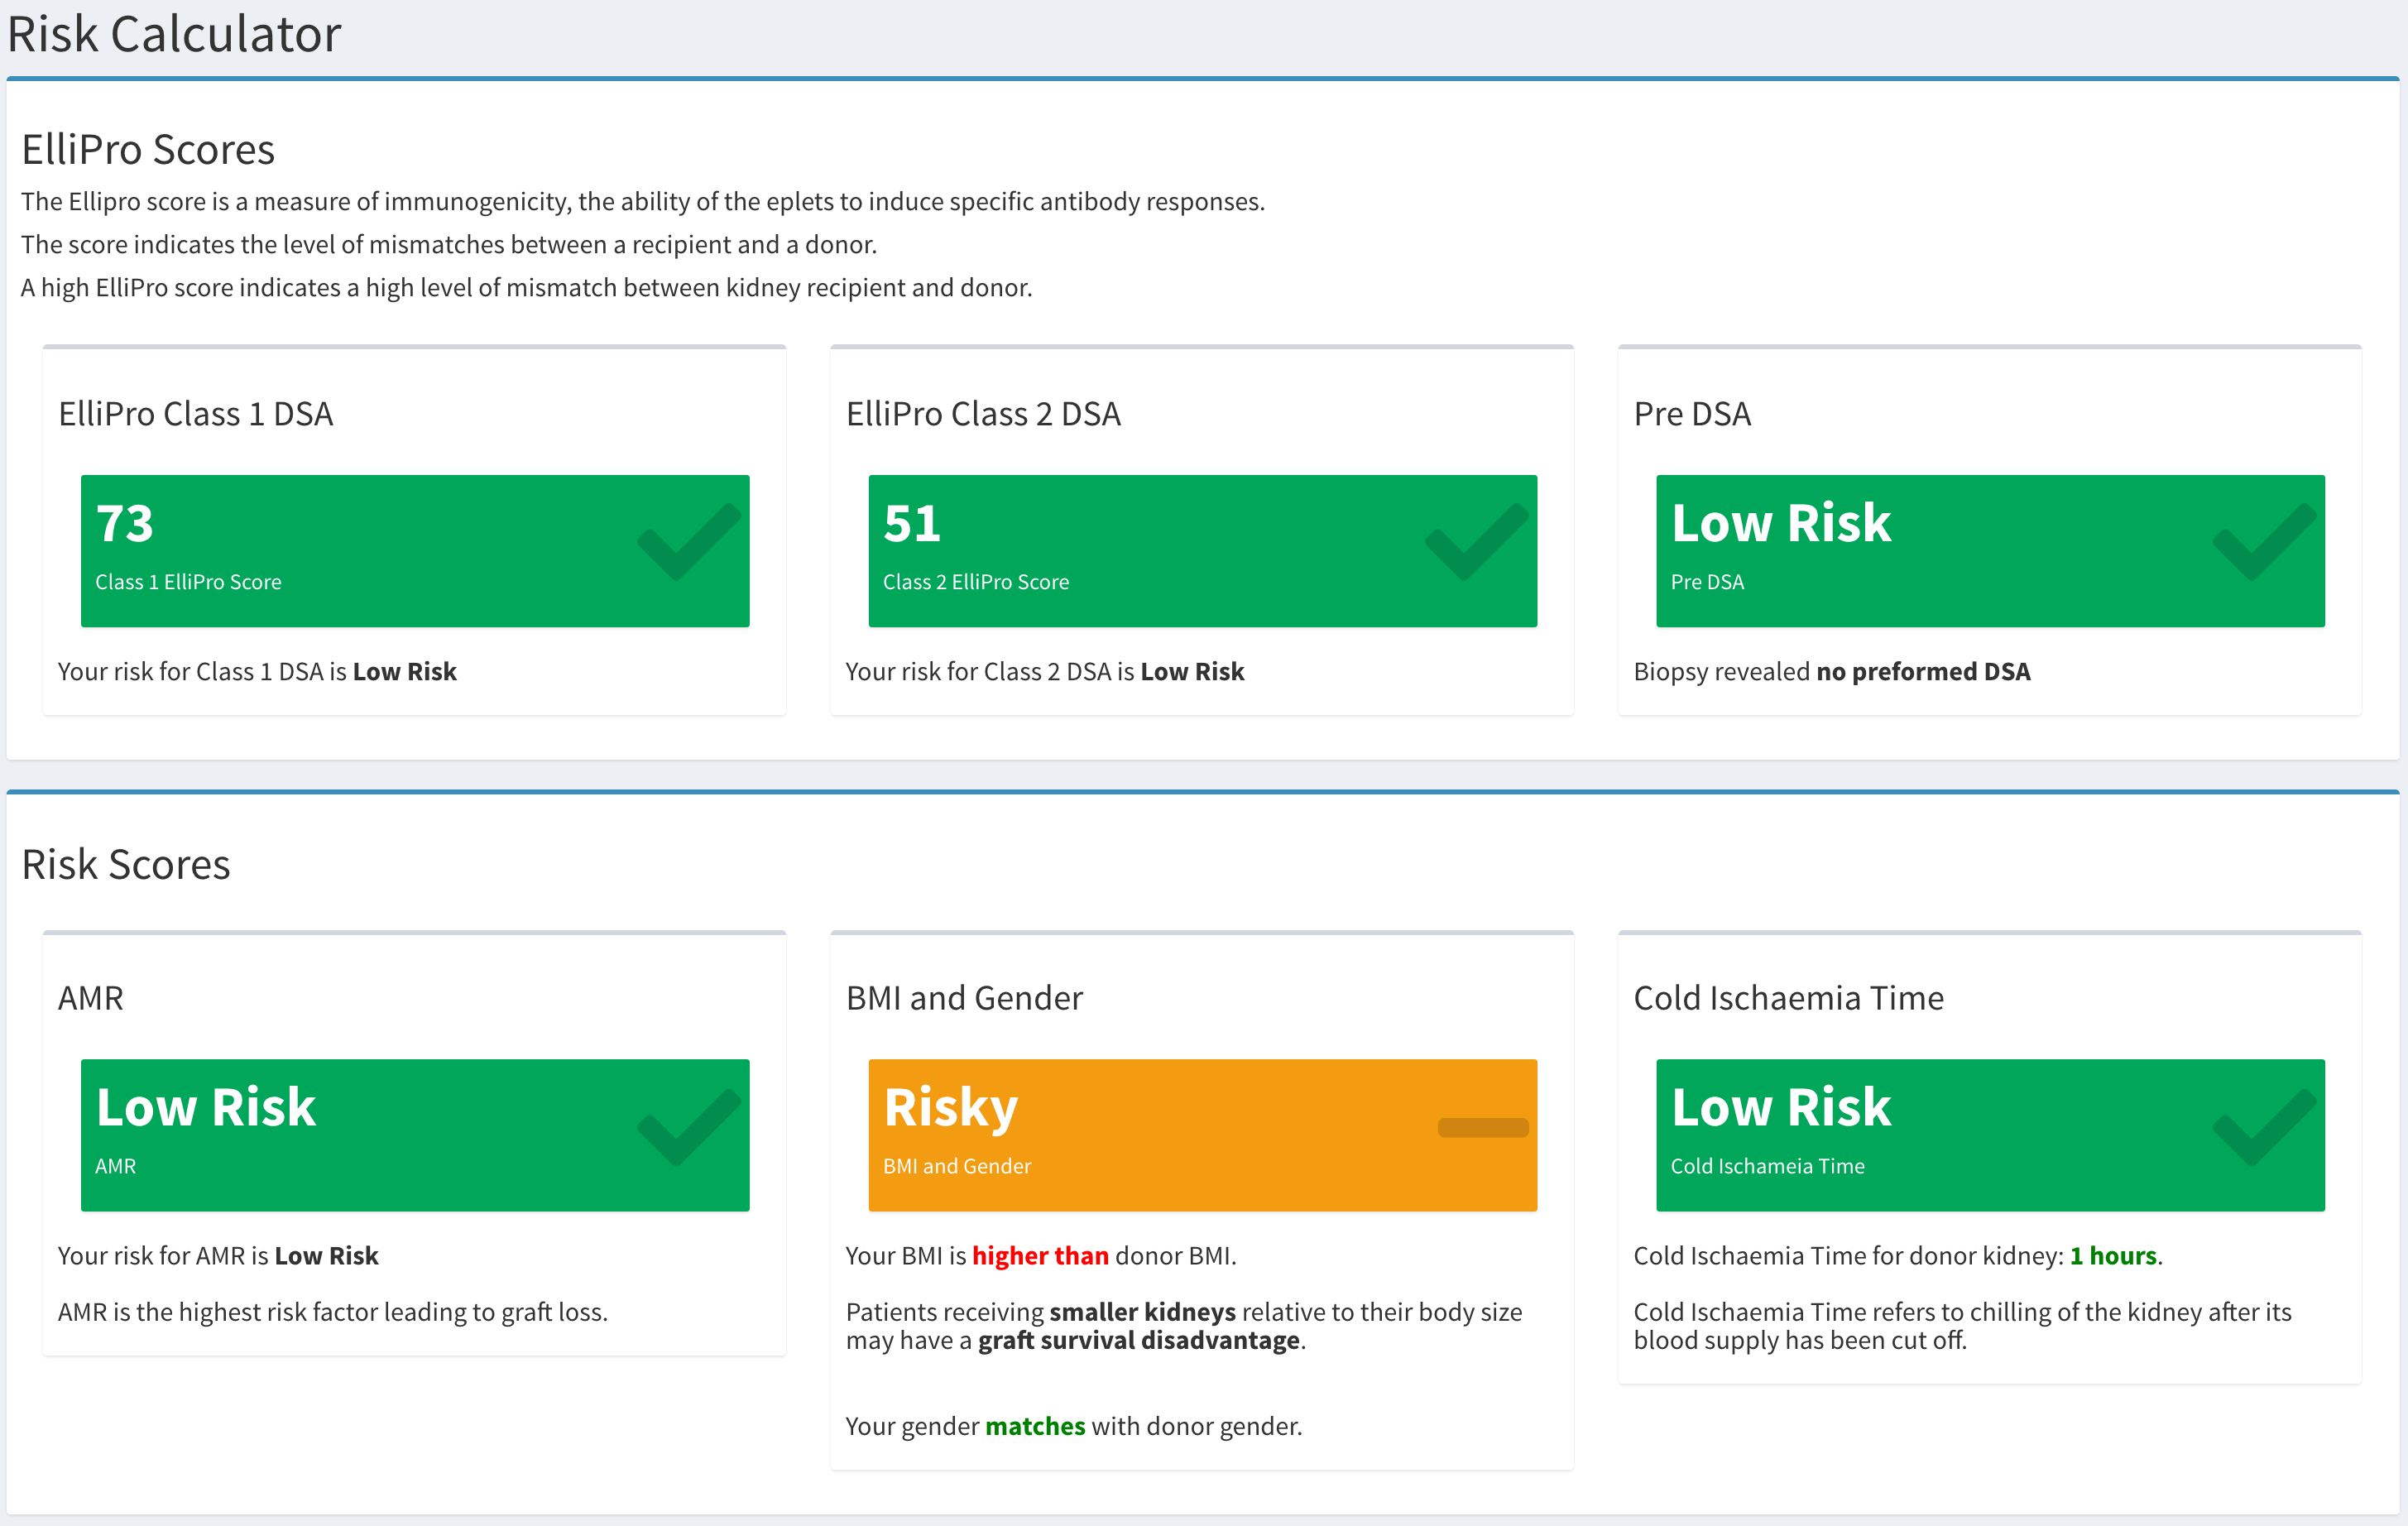 Risk Calculator
ElliPro Scores
The Ellipro score is a measure of immunogenicity, the ability of the eplets to induce specific antibody responses.
The score indicates the level of mismatches between a recipient and a donor.
A high ElliPro score indicates a high level of mismatch between kidney recipient and donor.
ElliPro Class 1 DSA
73
Class 1 ElliPro Score
Your risk for Class 1 DSA is Low Risk
ElliPro Class 2 DSA
51
Class 2 ElliPro Score
Your risk for Class 2 DSA is Low Risk
Pre DSA
Low Risk
Pre DSA
Biopsy revealed no preformed DSA
Risk Scores
AMR
Low Risk
AMR
Your risk for AMR is Low Risk
AMR is the highest risk factor leading to graft loss.
BMI and Gender
Risky
BMI and Gender
Your BMI is higher than donor BMI.
Patients receiving smaller kidneys relative to their body size
may have a graft survival disadvantage.
Your gender matches with donor gender.
Cold Ischaemia Time
Low Risk
Cold Ischameia Time
Cold Ischaemia Time for donor kidney: 1 hours.
Cold Ischaemia Time refers to chilling of the kidney after its
blood supply has been cut off.